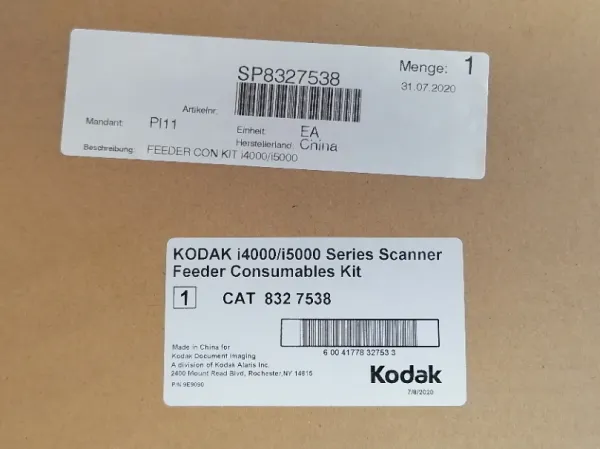 Menge: 1
SP8327538
31.07.2020
Artikelnr.
Mandant: PI11
Einheit: EA
Herstellerland: China
Beschreibung: FEEDER CON KIT i4000/i5000
KODAK i4000/i5000 Series Scanner
Feeder Consumables Kit
1 CAT 832 7538
6 00 41778 32753 3
Made in China for
Kodak Document Imaging
A division of Kodak Alaris Inc.
2400 Mount Read Blvd, Rochester,NY 14615
P/N 9E9090
Kodak
7/8/2020